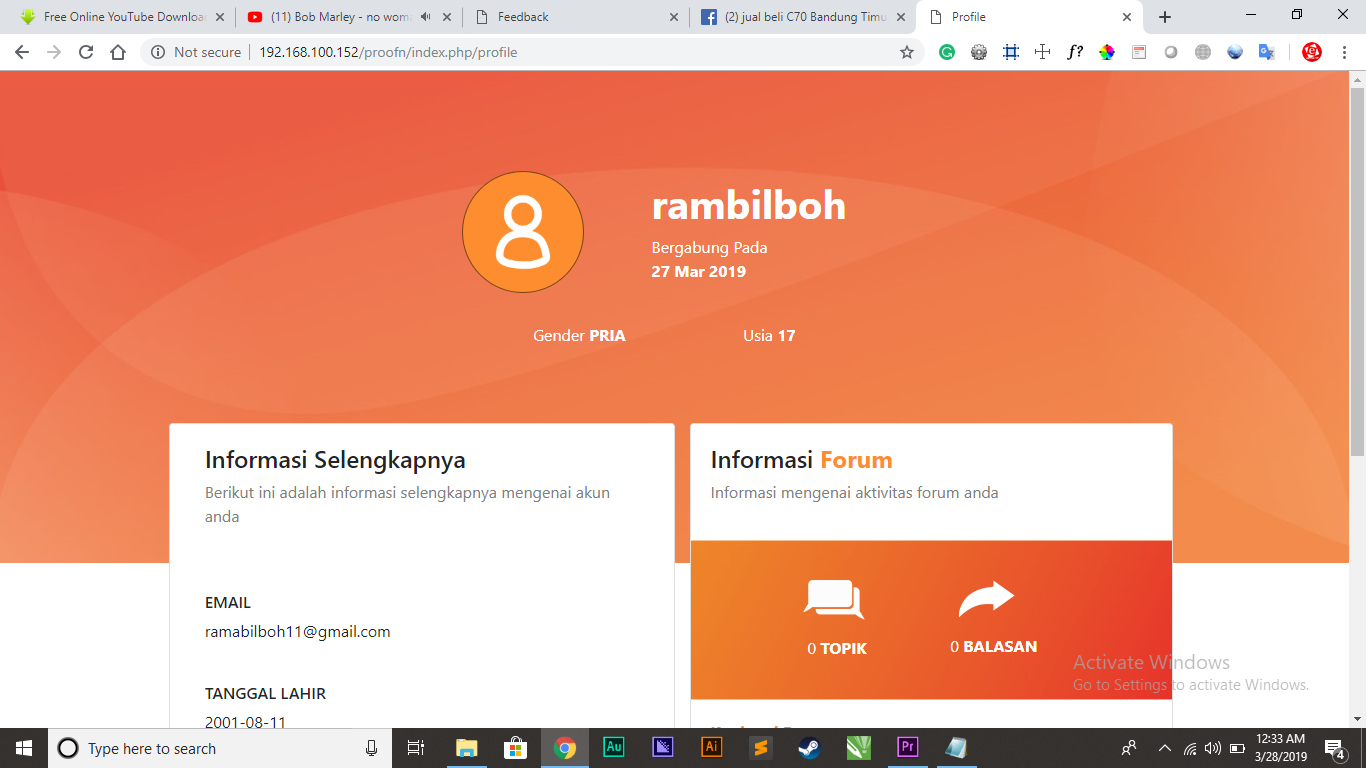 Free Online YouTube Downloa
(11) Bob Marley - no wom
Feedback
(2) jual beli C70 Bandung Timu
Profile
Not secure
192.168.100.152/proofn/index.php/profile
f?
rambilboh
Bergabung Pada
27 Mar 2019
Gender PRIA
Usia 17
Informasi Selengkapnya
Berikut ini adalah informasi selengkapnya mengenai akun
anda
EMAIL
ramabilboh11@gmail.com
TANGGAL LAHIR
2001-08-11
Informasi Forum
Informasi mengenai aktivitas forum anda
0 TOPIK
0 BALASAN
Activate Windows
Go to Settings to activate Windows.
Type here to search
Au
Ai
Pr
12:33 AM
3/28/2019
4